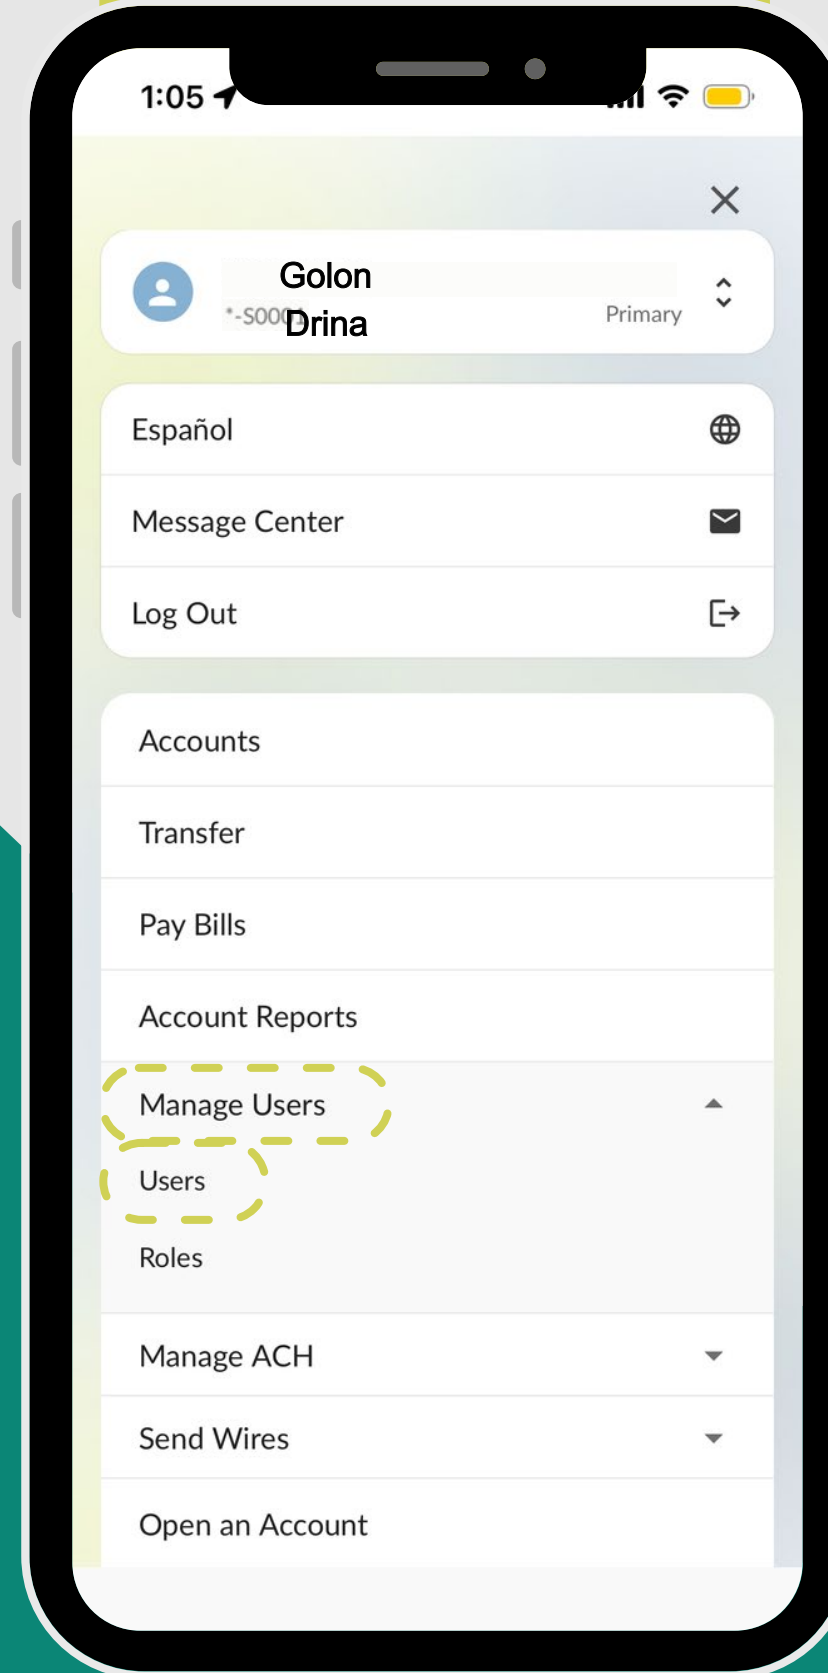 1:05
Golon
*-S0001
Drina
Primary
Español
Message Center
Log Out
Accounts
Transfer
Pay Bills
Account Reports
Manage Users
Users
Roles
Manage ACH
Send Wires
Open an Account